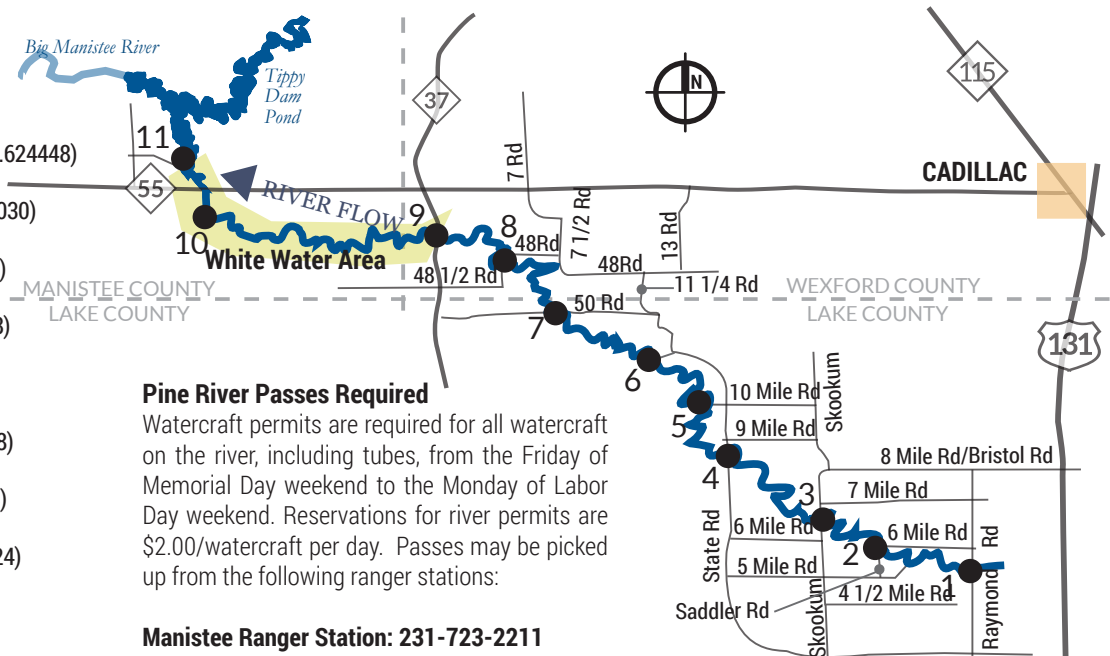 Big Manistee River
Tippy
Dam
Pond
37
115
N
11
.624448)
7 Rd
CADILLAC
55
RIVER FLOW
030)
7 1/2 Rd
13 Rd
9
8
10
48Rd
White Water Area
)
48 1/2 Rd
48Rd
11 1/4 Rd
MANISTEE COUNTY
WEXFORD COUNTY
LAKE COUNTY
LAKE COUNTY
50 Rd
3)
7
131
6
Pine River Passes Required
10 Mile Rd
Skookum
Watercraft permits are required for all watercraft
on the river, including tubes, from the Friday of
Memorial Day weekend to the Monday of Labor
Day weekend. Reservations for river permits are
$2.00/watercraft per day. Passes may be picked
up from the following ranger stations:
5
9 Mile Rd
8)
4
8 Mile Rd/Bristol Rd
3
7 Mile Rd
)
State Rd
6 Mile Rd
6 Mile Rd
Raymond Rd
2
24)
5 Mile Rd
1
4 1/2 Mile Rd
Saddler Rd
Skookum
Manistee Ranger Station: 231-723-2211